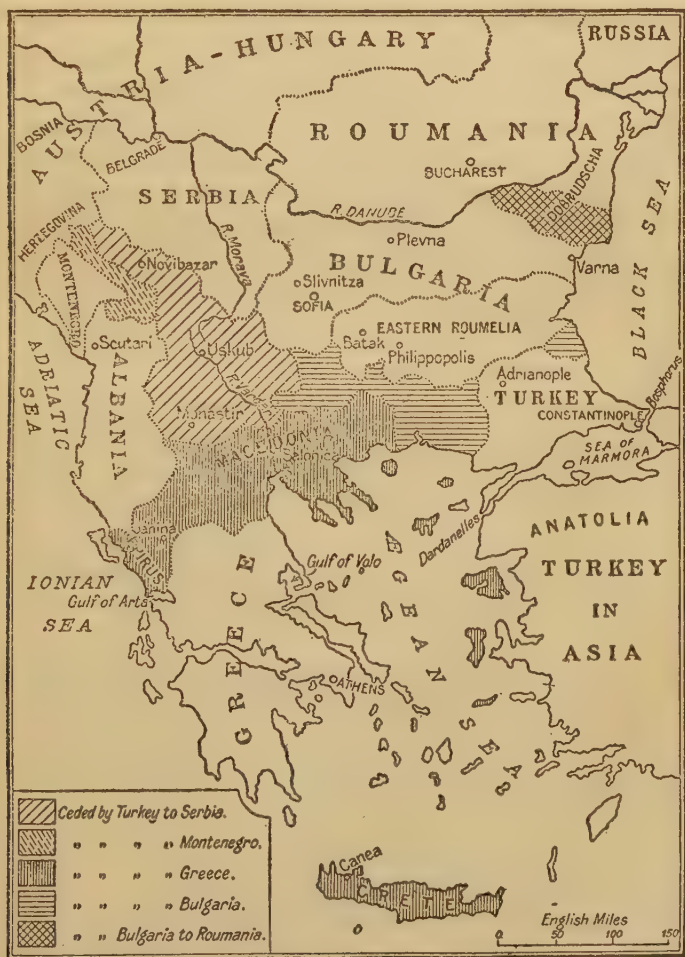 RUSSIA
AUSTRIA-HUNGARY
ROUMANIA
BOSNIA
BELGRADE
BUCHAREST
DOBRUDSCHA
SERBIA
R. Morava
R. DANUBE
Plevna
HERZEGOVINA
MONTENEGRO
Novibazar
BULGARIA
Varna
BLACK SEA
Slivnitza
SOFIA
Scutari
Uskub
EASTERN ROUMELIA
Batak
Philippopolis
ADRIATIC SEA
ALBANIA
R. Vardar
Adrianople
TURKEY
Bosphorus
CONSTANTINOPLE
Monastir
MACEDONIA
Salonica
SEA OF
MARMORA
Janina
EPIRUS
Dardanelles
ANATOLIA
IONIAN
SEA
Gulf of Arta
Gulf of Volo
AEGEAN SEA
TURKEY
IN
ASIA
GREECE
ATHENS
Ceded by Turkey to Serbia.
" " " " Montenegro.
" " " " Greece.
" " " " Bulgaria.
" " Bulgaria to Roumania.
Canea
CRETE
English Miles
0 50 100 150